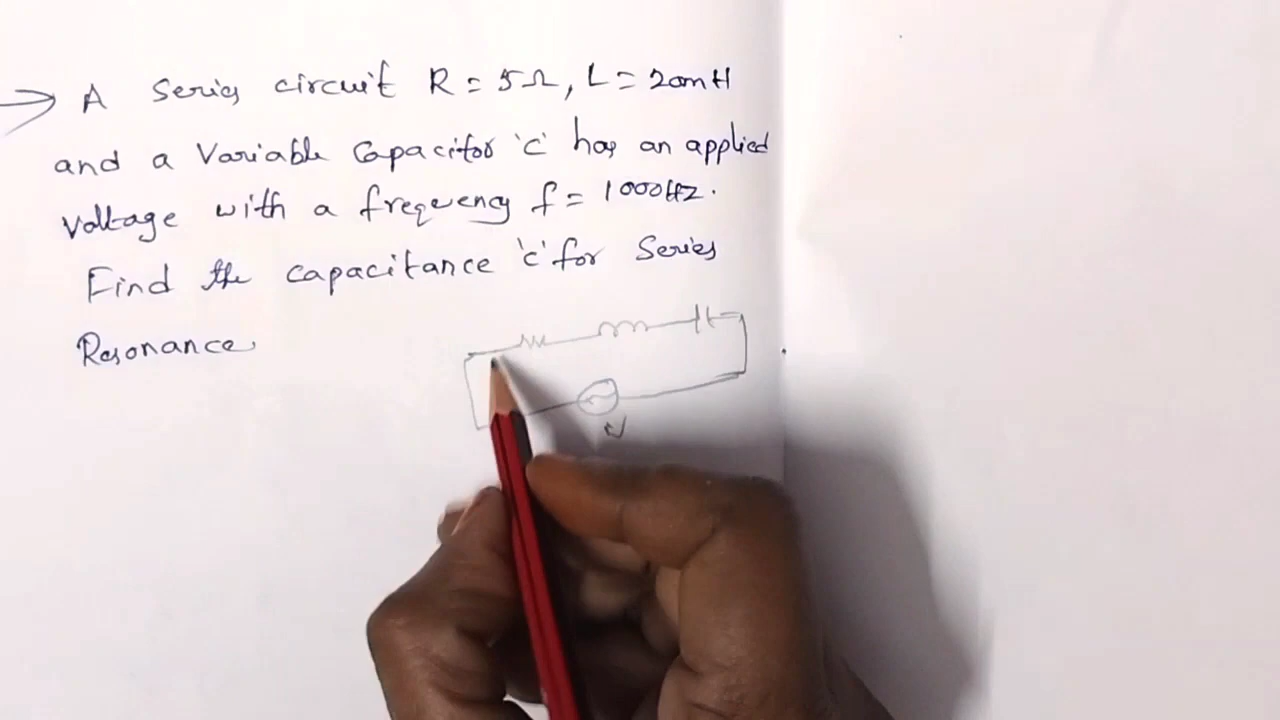 A Series circuit R = 5Ω, L = 20mH
and a Variable Capacitor 'C' has an applied
Voltage with a frequency f = 1000Hz.
Find the capacitance 'C' for Series
Resonance
V